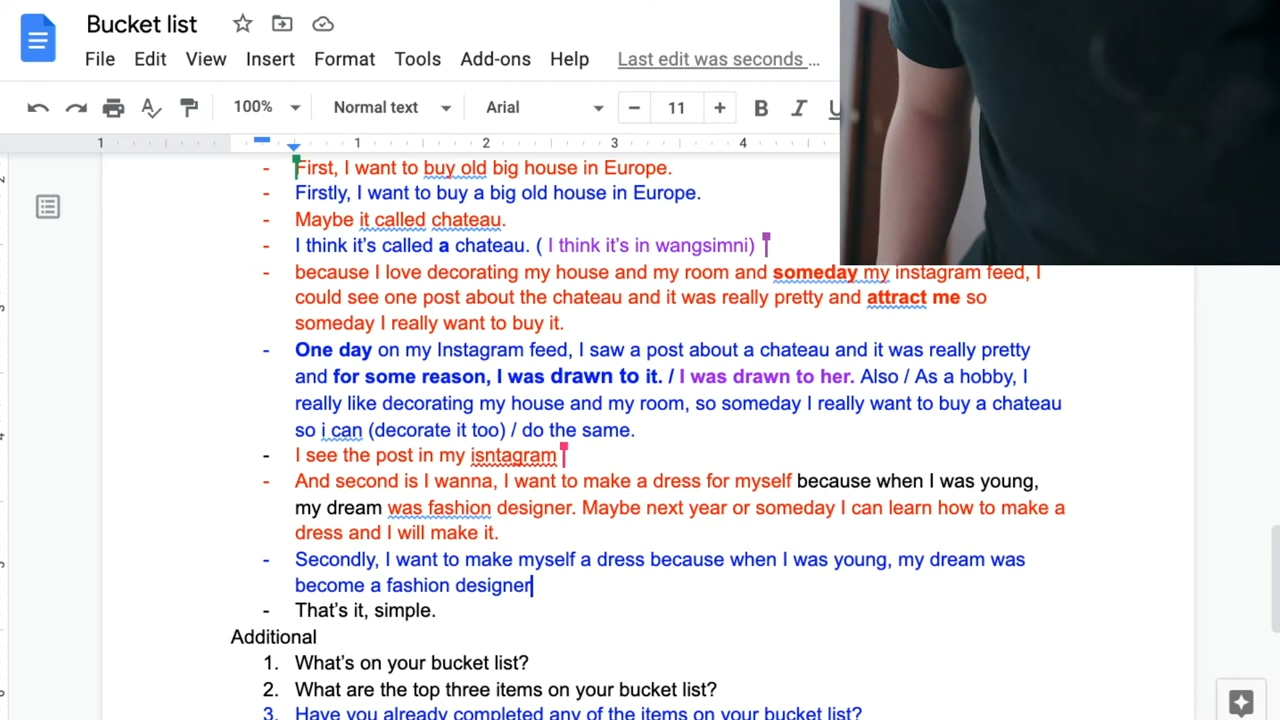 Bucket list
File Edit View Insert Format Tools Add-ons Help Last edit was seconds ...
100% Normal text Arial − 11 + B I U
1 1 2 3 4
- First, I want to buy old big house in Europe.
- Firstly, I want to buy a big old house in Europe.
- Maybe it called chateau.
- I think it's called a chateau. ( I think it's in wangsimni)
- because I love decorating my house and my room and someday my instagram feed, I
could see one post about the chateau and it was really pretty and attract me so
someday I really want to buy it.
- One day on my Instagram feed, I saw a post about a chateau and it was really pretty
and for some reason, I was drawn to it. / I was drawn to her. Also / As a hobby, I
really like decorating my house and my room, so someday I really want to buy a chateau
so i can (decorate it too) / do the same.
- I see the post in my isntagram
- And second is I wanna, I want to make a dress for myself because when I was young,
my dream was fashion designer. Maybe next year or someday I can learn how to make a
dress and I will make it.
- Secondly, I want to make myself a dress because when I was young, my dream was
become a fashion designer
- That's it, simple.
Additional
1. What's on your bucket list?
2. What are the top three items on your bucket list?
3. Have you already completed any of the items on your bucket list?